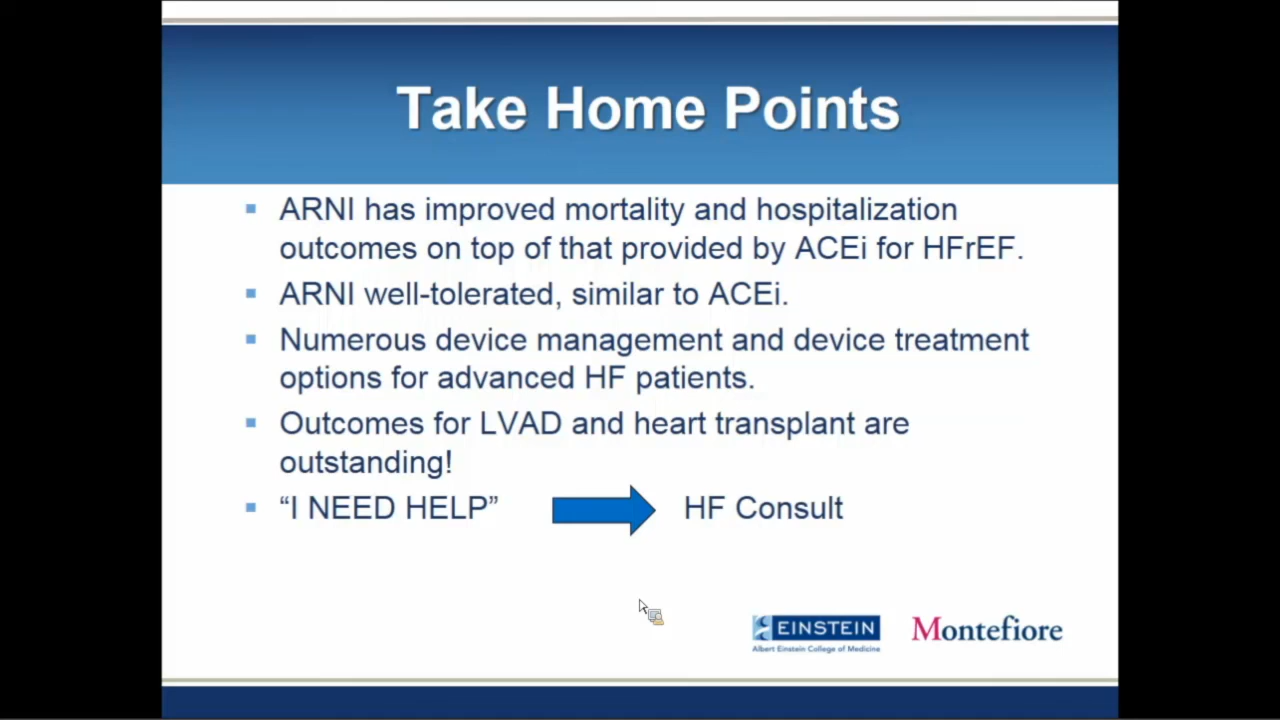 Take Home Points
▪ ARNI has improved mortality and hospitalization
outcomes on top of that provided by ACEi for HFrEF.
▪ ARNI well-tolerated, similar to ACEi.
▪ Numerous device management and device treatment
options for advanced HF patients.
▪ Outcomes for LVAD and heart transplant are
outstanding!
▪ “I NEED HELP” HF Consult
EINSTEIN
Albert Einstein College of Medicine
Montefiore